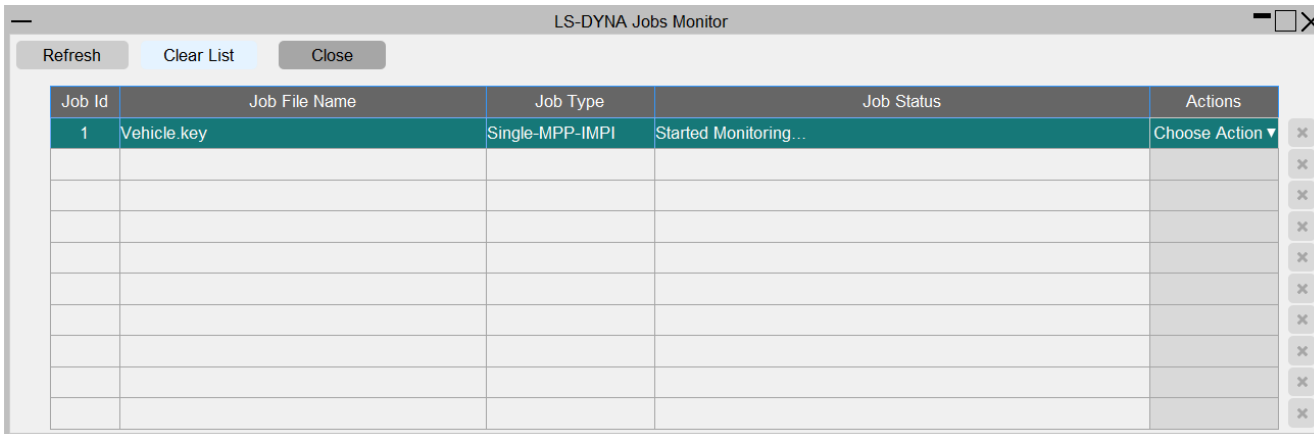 LS-DYNA Jobs Monitor
Refresh Clear List Close
Job Id Job File Name Job Type Job Status Actions
1 Vehicle.key Single-MPP-IMPI Started Monitoring... Choose Action